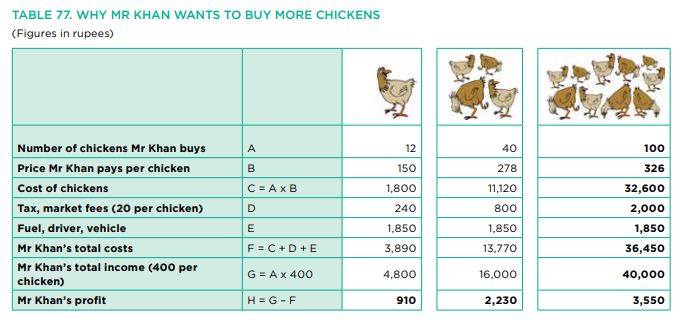 TABLE 77. WHY MR KHAN WANTS TO BUY MORE CHICKENS
(Figures in rupees)
Number of chickens Mr Khan buys A 12 40 100
Price Mr Khan pays per chicken B 150 278 326
Cost of chickens C = A x B 1,800 11,120 32,600
Tax, market fees (20 per chicken) D 240 800 2,000
Fuel, driver, vehicle E 1,850 1,850 1,850
Mr Khan's total costs F = C + D + E 3,890 13,770 36,450
Mr Khan's total income (400 per
chicken) G = A x 400 4,800 16,000 40,000
Mr Khan's profit H = G – F 910 2,230 3,550